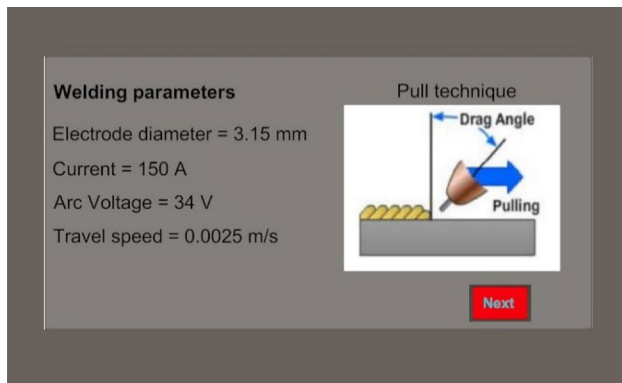 Welding parameters
Electrode diameter = 3.15 mm
Current = 150 A
Arc Voltage = 34 V
Travel speed = 0.0025 m/s
Pull technique
Drag Angle
Pulling
Next